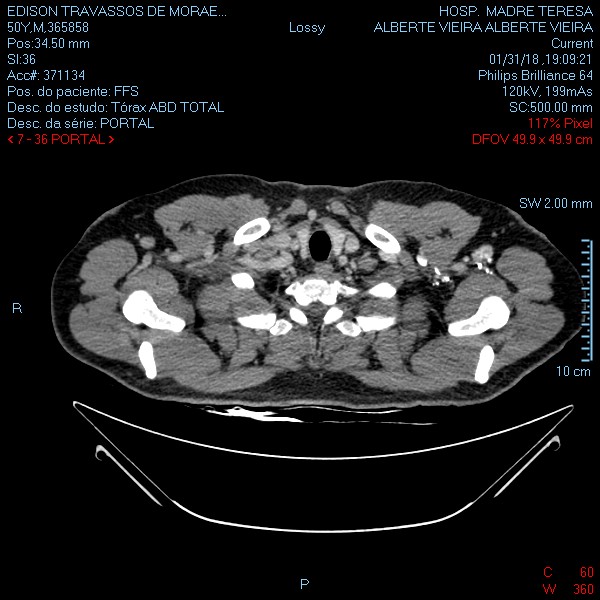 EDISON TRAVASSOS DE MORAE...
50Y,M,365858
Pos:34.50 mm
SI:36
Acc#: 371134
Pos. do paciente: FFS
Desc. do estudo: Tórax ABD TOTAL
Desc. da série: PORTAL
< 7 - 36 PORTAL >
Lossy
HOSP. MADRE TERESA
ALBERTE VIEIRA ALBERTE VIEIRA
Current
01/31/18 ,19:09:21
Philips Brilliance 64
120kV, 199mAs
SC:500.00 mm
117% Pixel
DFOV 49.9 x 49.9 cm
SW 2.00 mm
R
10 cm
P
C 60
W 360